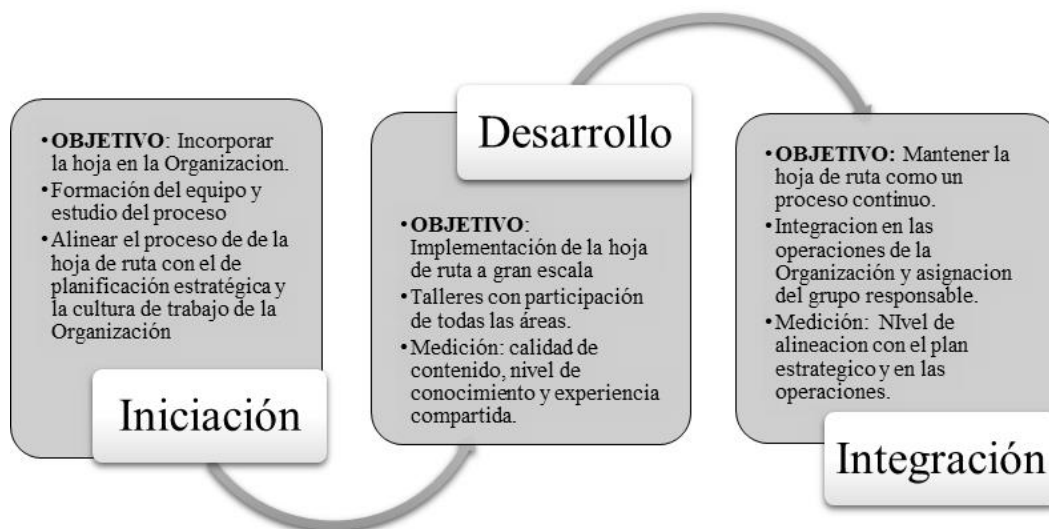 • OBJETIVO: Incorporar
la hoja en la Organizacion.
• Formación del equipo y
estudio del proceso
• Alinear el proceso de de la
hoja de ruta con el de
planificación estratégica y
la cultura de trabajo de la
Organización
Iniciación
Desarrollo
• OBJETIVO:
Implementación de la hoja
de ruta a gran escala
• Talleres con participación
de todas las áreas.
• Medición: calidad de
contenido, nivel de
conocimiento y experiencia
compartida.
• OBJETIVO: Mantener la
hoja de ruta como un
proceso continuo.
• Integracion en las
operaciones de la
Organización y asignacion
del grupo responsable.
• Medición: NIvel de
alineacion con el plan
estrategico y en las
operaciones.
Integración